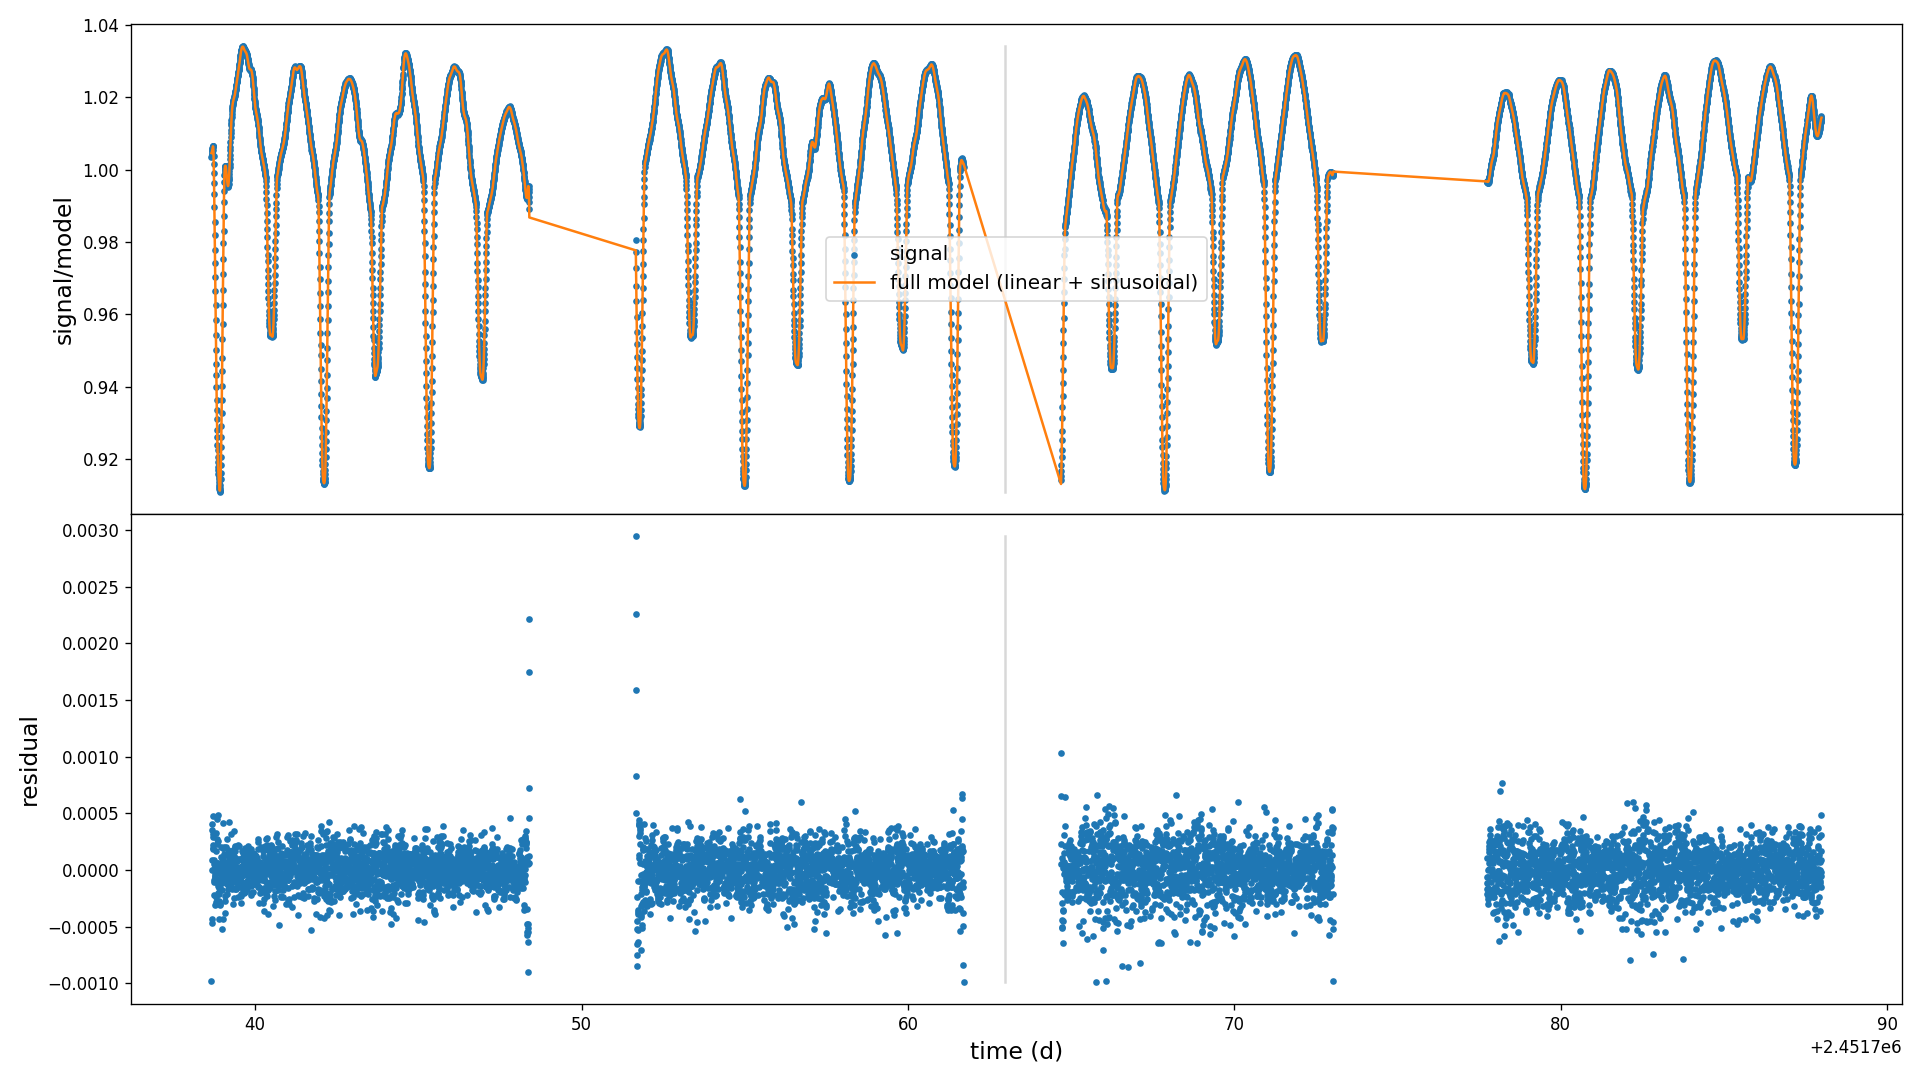 1.04
1.02
1.00
0.98
0.96
0.94
0.92
signal/model
signal
full model (linear + sinusoidal)
0.0030
0.0025
0.0020
0.0015
0.0010
0.0005
0.0000
−0.0005
−0.0010
residual
40 50 60 70 80 90
time (d)
+2.4517e6